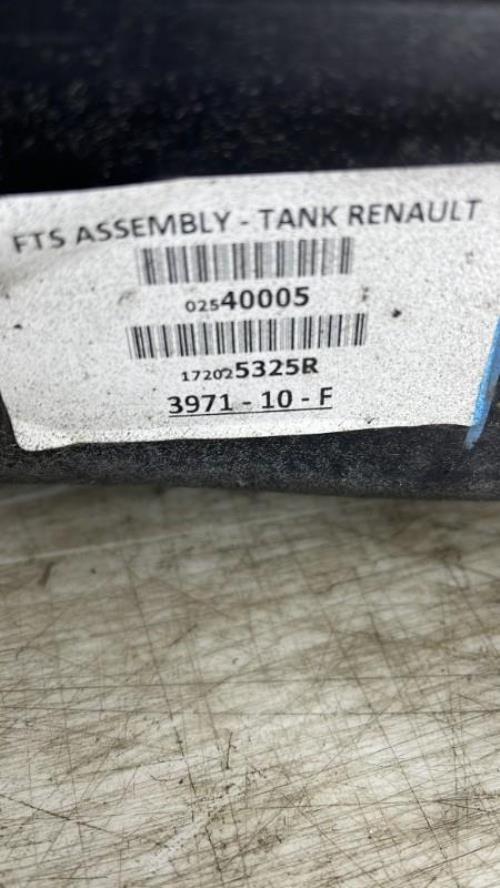 FTS ASSEMBLY - TANK RENAULT
02540005
172025325R
3971 - 10 - F